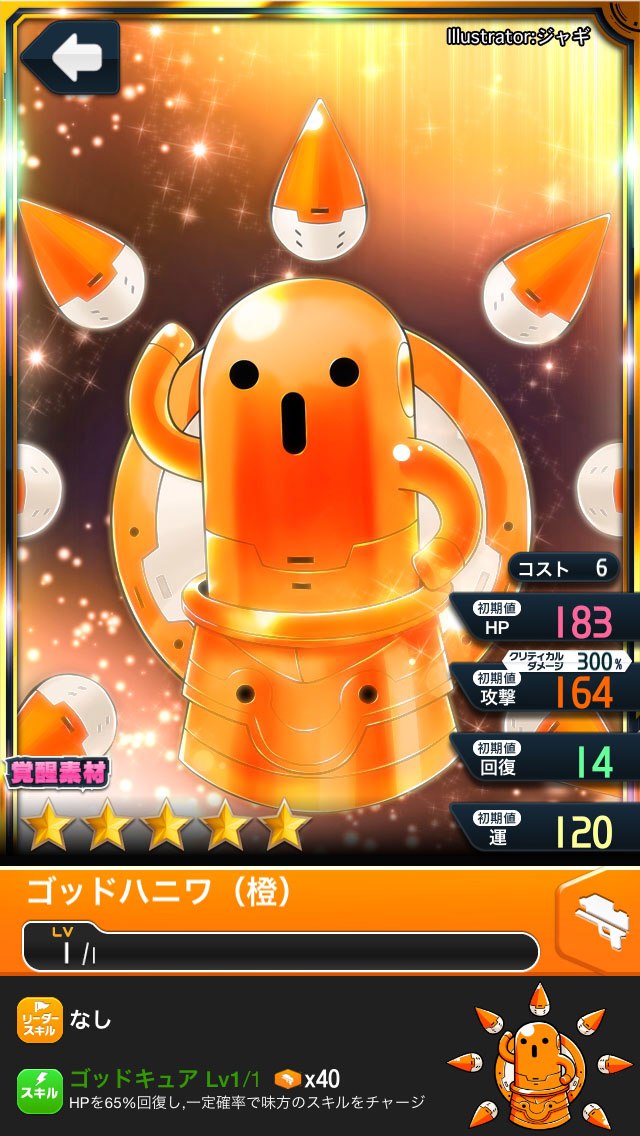 Illustrator:ジャギ
コスト 6
初期値 HP 183
クリティカルダメージ 300%
初期値 攻撃 164
初期値 回復 14
初期値 運 120
覚醒素材
ゴッドハニワ（橙）
LV
1/1
リーダースキル なし
スキル ゴッドキュア Lv1/1 x40
HPを65%回復し,一定確率で味方のスキルをチャージ